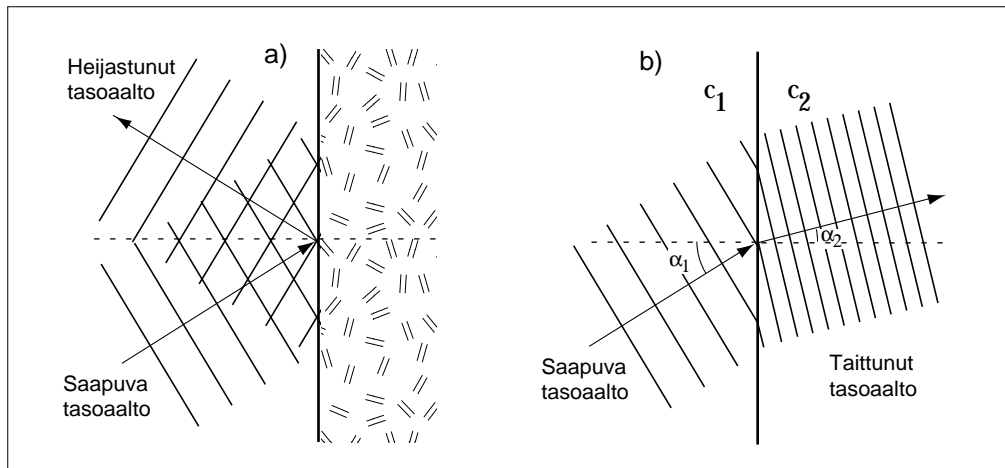 a)
Heijastunut
tasoaalto
Saapuva
tasoaalto
b)
c₁
c₂
α₁
α₂
Saapuva
tasoaalto
Taittunut
tasoaalto